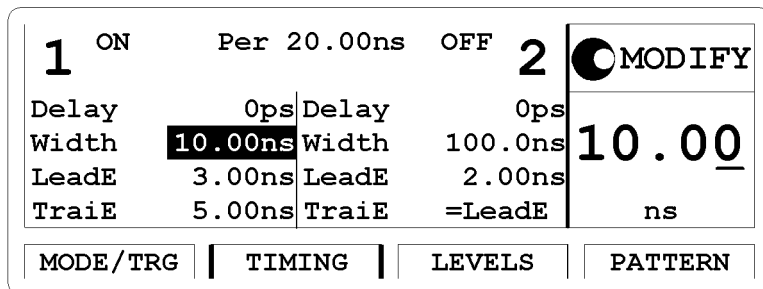 1 ON Per 20.00ns OFF 2 MODIFY
Delay 0ps Delay 0ps
Width 10.00ns Width 100.0ns 10.00
LeadE 3.00ns LeadE 2.00ns
TraiE 5.00ns TraiE =LeadE ns
MODE/TRG TIMING LEVELS PATTERN